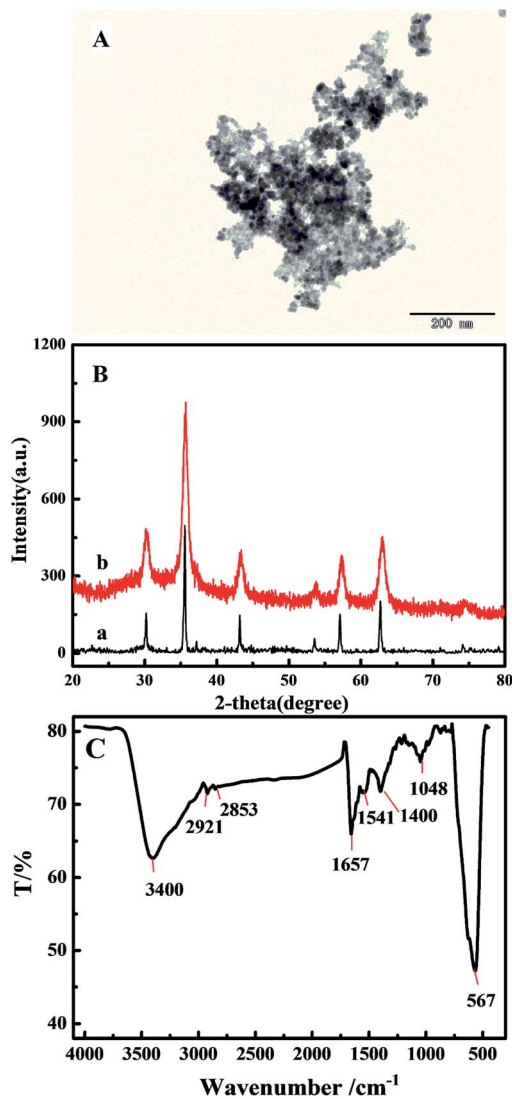 A
200 nm
1200
B
900
600
b
300
a
0
20 30 40 50 60 70 80
Intensity(a.u.)
2-theta(degree)
80
C
70
60
50
40
2921
2853
3400
1657
1541
1400
1048
567
4000 3500 3000 2500 2000 1500 1000 500
T/%
Wavenumber /cm-1